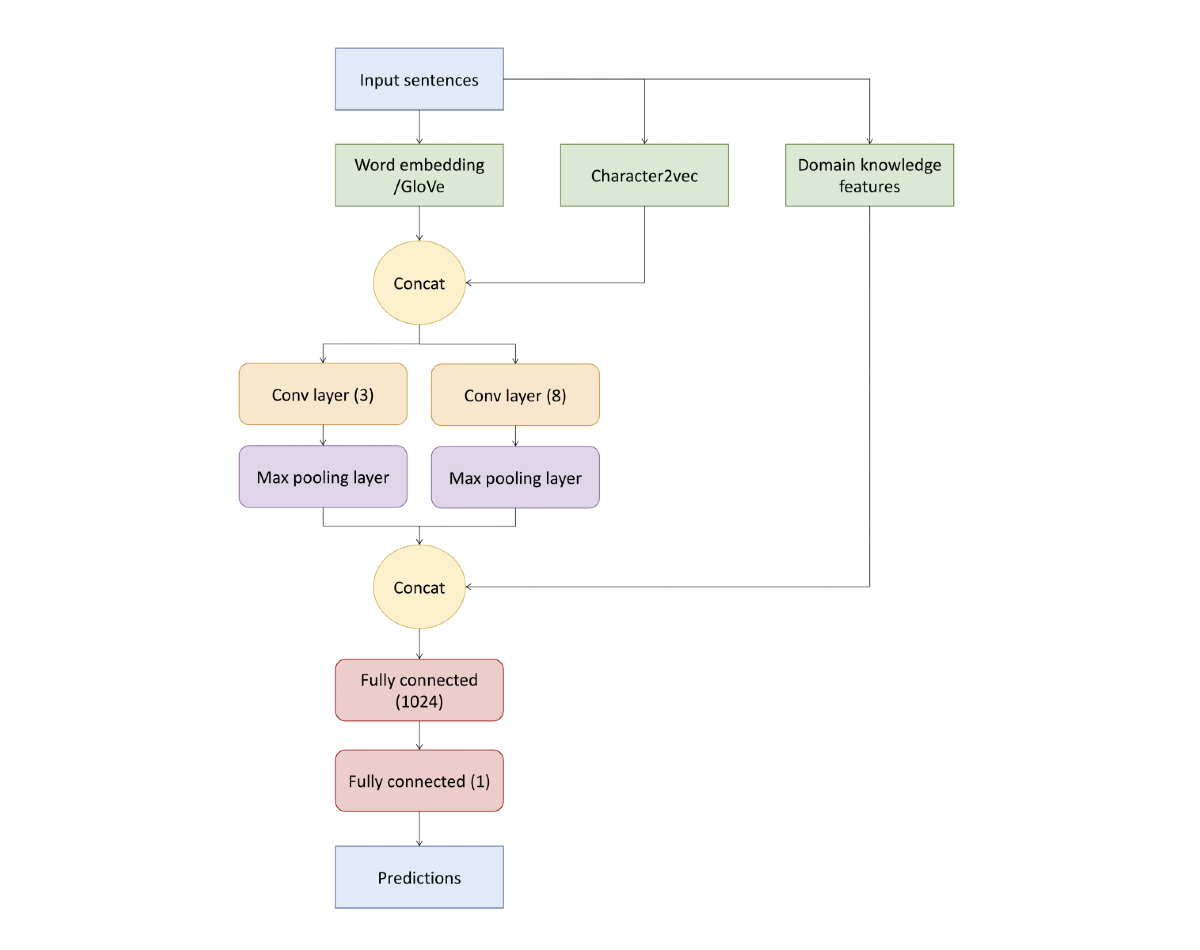 Input sentences
Word embedding
/GloVe
Character2vec
Domain knowledge
features
Concat
Conv layer (3)
Conv layer (8)
Max pooling layer
Max pooling layer
Concat
Fully connected
(1024)
Fully connected (1)
Predictions